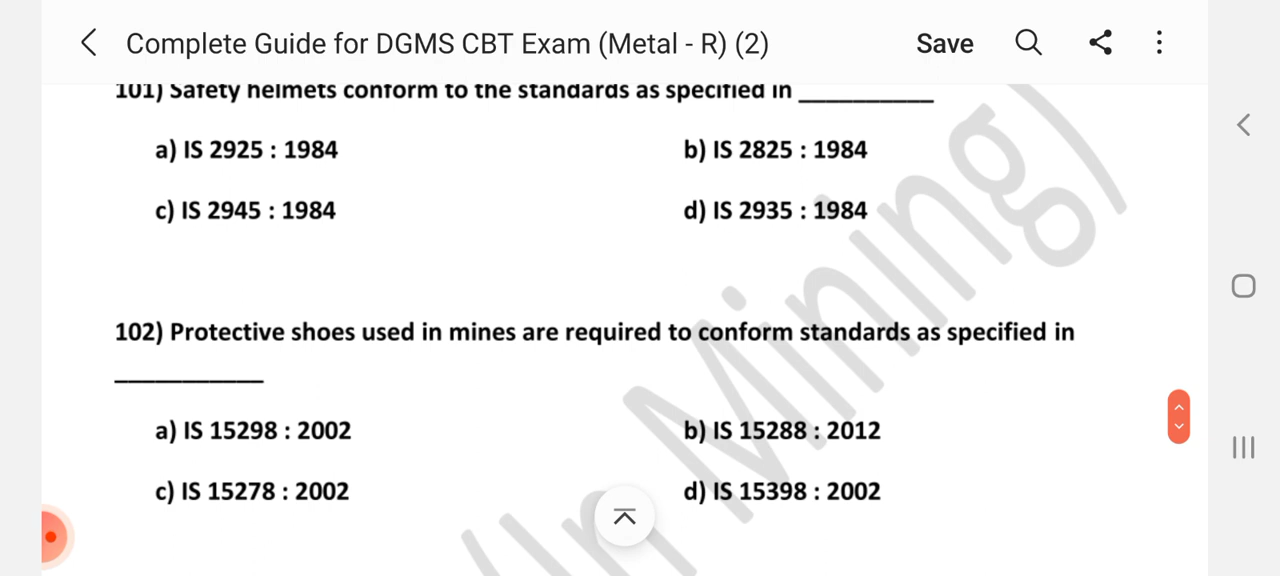 Complete Guide for DGMS CBT Exam (Metal - R) (2) Save
101) Safety helmets conform to the standards as specified in __________
a) IS 2925 : 1984 b) IS 2825 : 1984
c) IS 2945 : 1984 d) IS 2935 : 1984
102) Protective shoes used in mines are required to conform standards as specified in
___________
a) IS 15298 : 2002 b) IS 15288 : 2012
c) IS 15278 : 2002 d) IS 15398 : 2002
(In Mining)